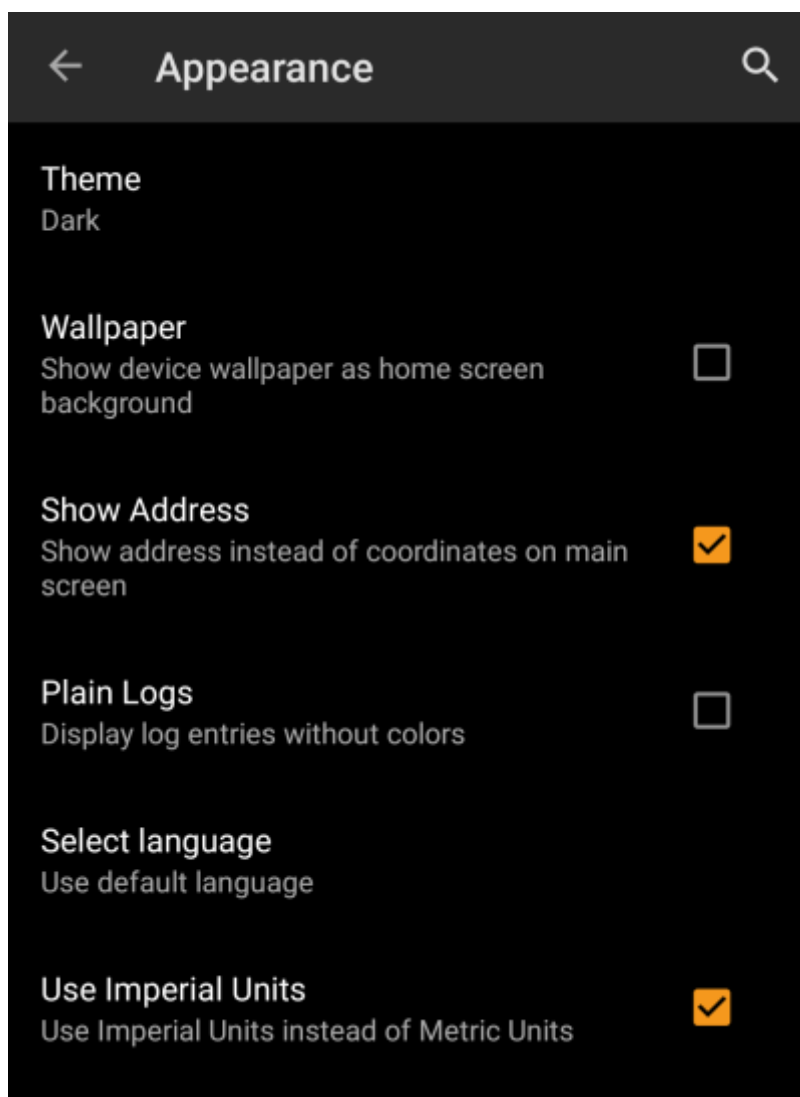 Appearance
Theme
Dark
Wallpaper
Show device wallpaper as home screen
background
Show Address
Show address instead of coordinates on main
screen
Plain Logs
Display log entries without colors
Select language
Use default language
Use Imperial Units
Use Imperial Units instead of Metric Units